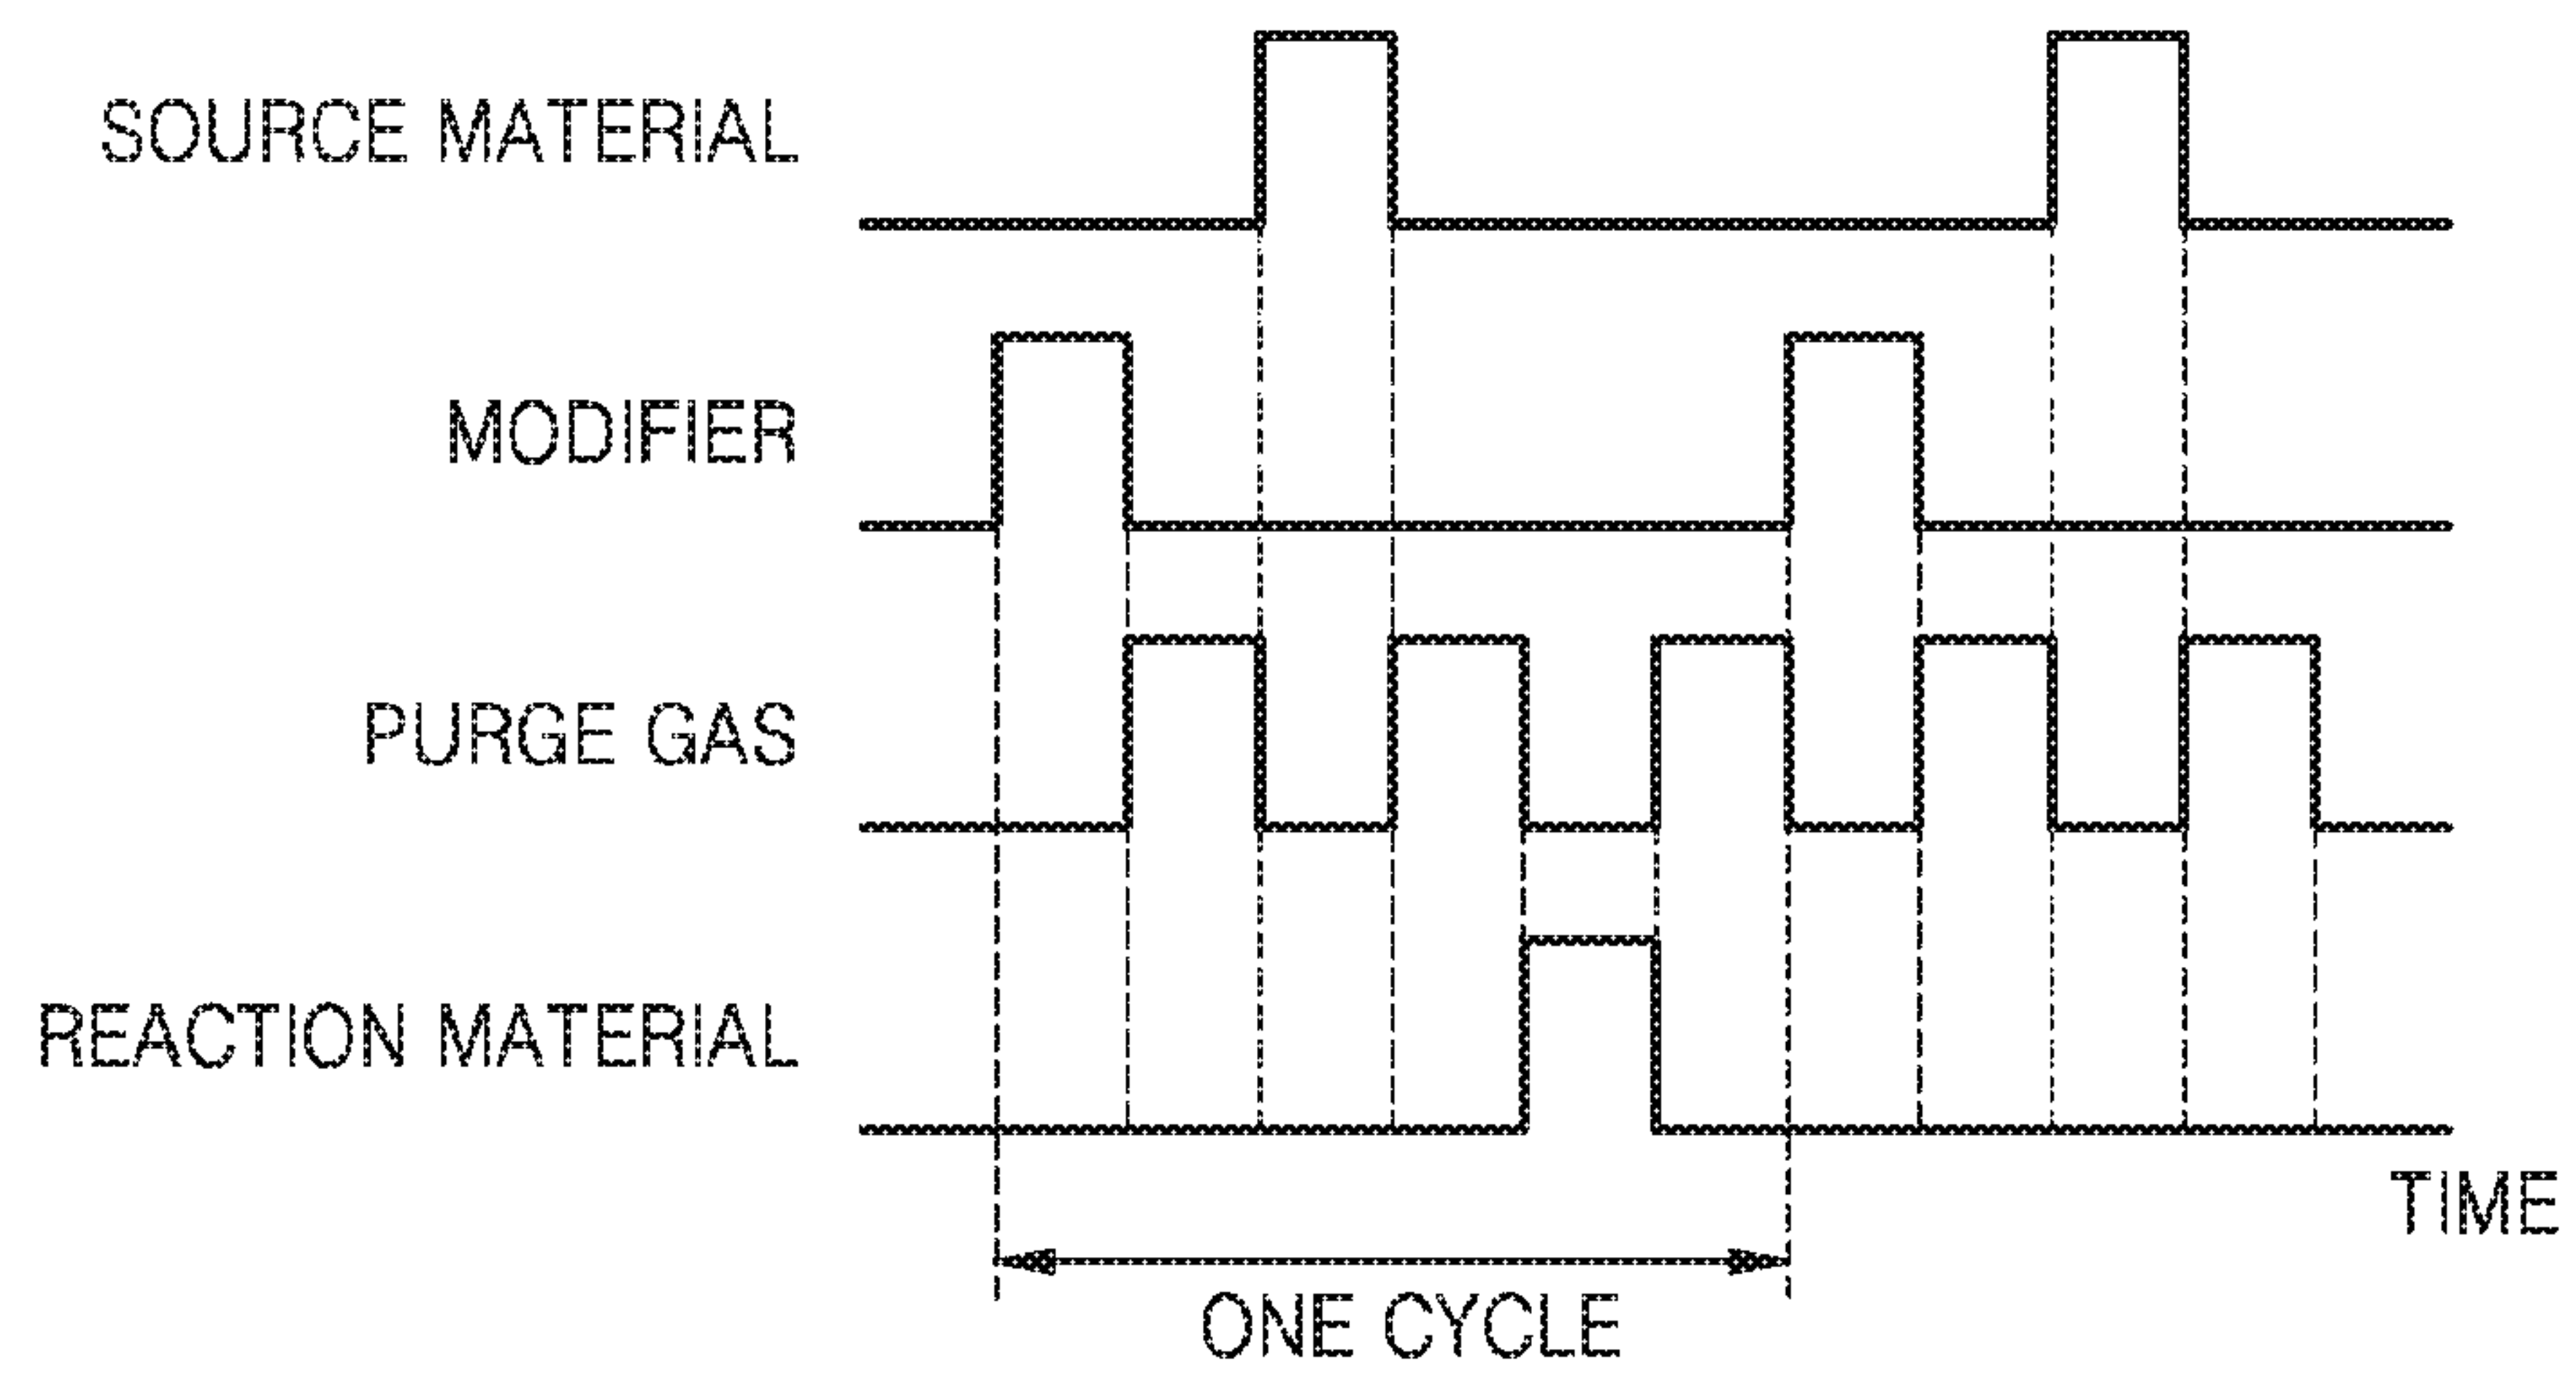 SOURCE MATERIAL
MODIFIER
PURGE GAS
REACTION MATERIAL
TIME
ONE CYCLE